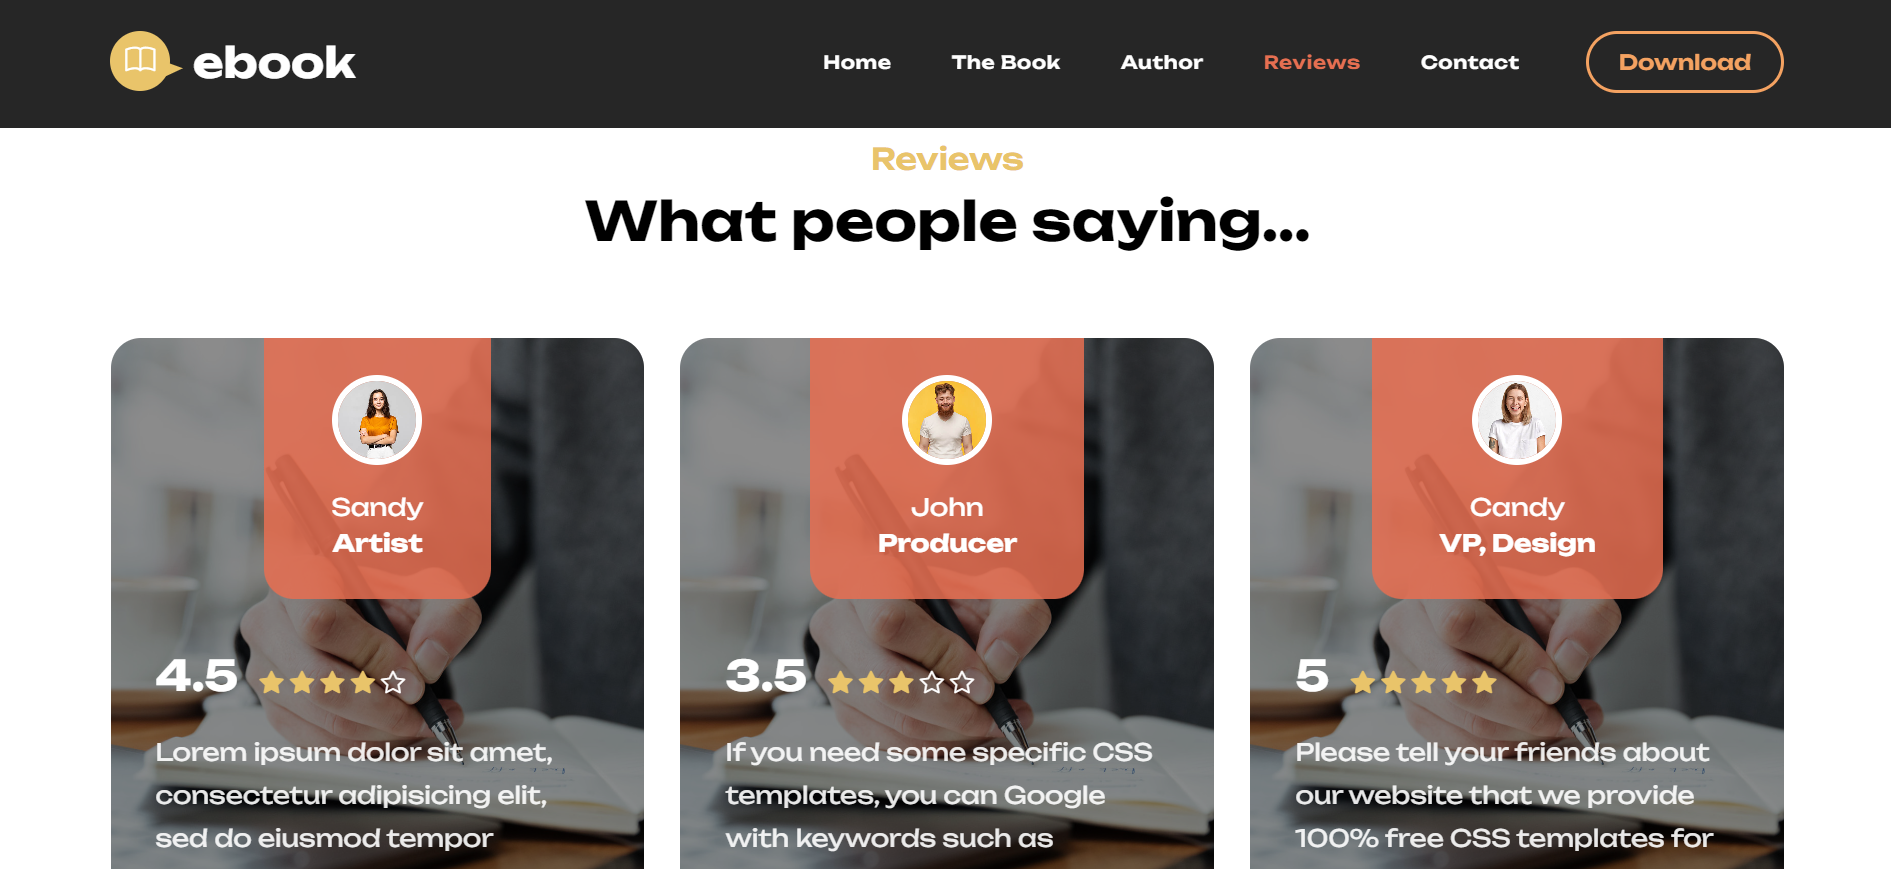 ebook
Home The Book Author Reviews Contact Download
Reviews
What people saying...
Sandy
Artist
4.5
Lorem ipsum dolor sit amet,
consectetur adipisicing elit,
sed do eiusmod tempor
John
Producer
3.5
If you need some specific CSS
templates, you can Google
with keywords such as
Candy
VP, Design
5
Please tell your friends about
our website that we provide
100% free CSS templates for